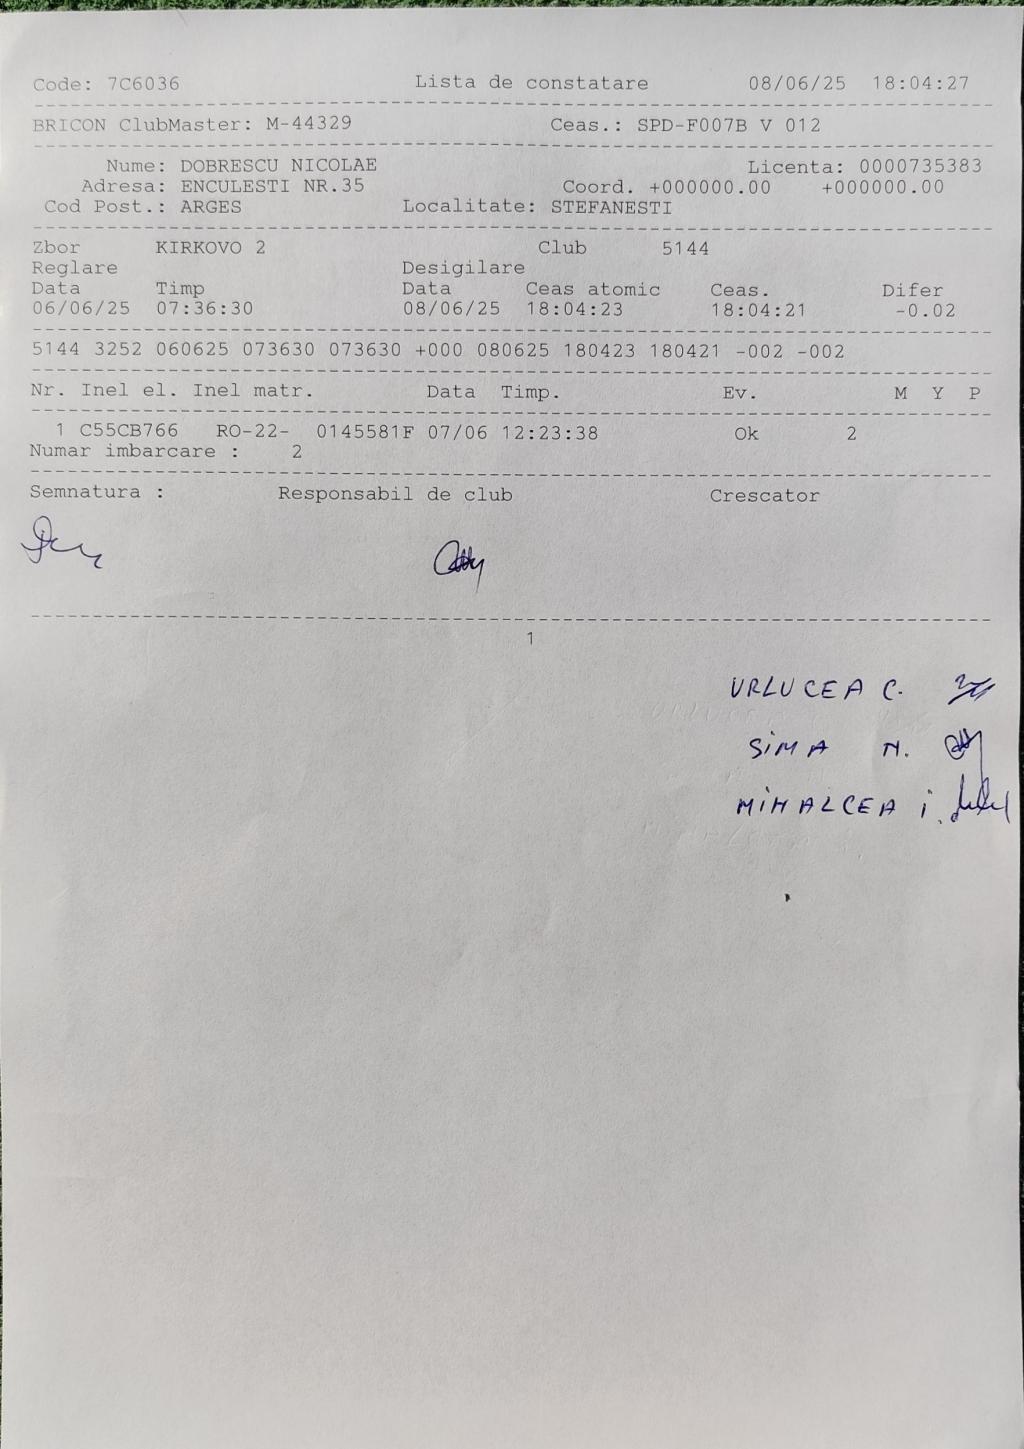 Code: 7C6036 Lista de constatare 08/06/25 18:04:27
BRICON ClubMaster: M-44329 Ceas.: SPD-F007B V 012
Nume: DOBRESCU NICOLAE Licenta: 0000735383
Adresa: ENCULESTI NR.35 Coord. +000000.00 +000000.00
Cod Post.: ARGES Localitate: STEFANESTI
Zbor KIRKOVO 2 Club 5144
Reglare Desigilare
Data Timp Data Ceas atomic Ceas. Difer
06/06/25 07:36:30 08/06/25 18:04:23 18:04:21 -0.02
5144 3252 060625 073630 073630 +000 080625 180423 180421 -002 -002
Nr. Inel el. Inel matr. Data Timp. Ev. M Y P
1 C55CB766 RO-22- 0145581F 07/06 12:23:38 Ok 2
Numar imbarcare : 2
Semnatura : Responsabil de club Crescator
1
URLUCEA C.
SIMA N.
MIHALCEA i.